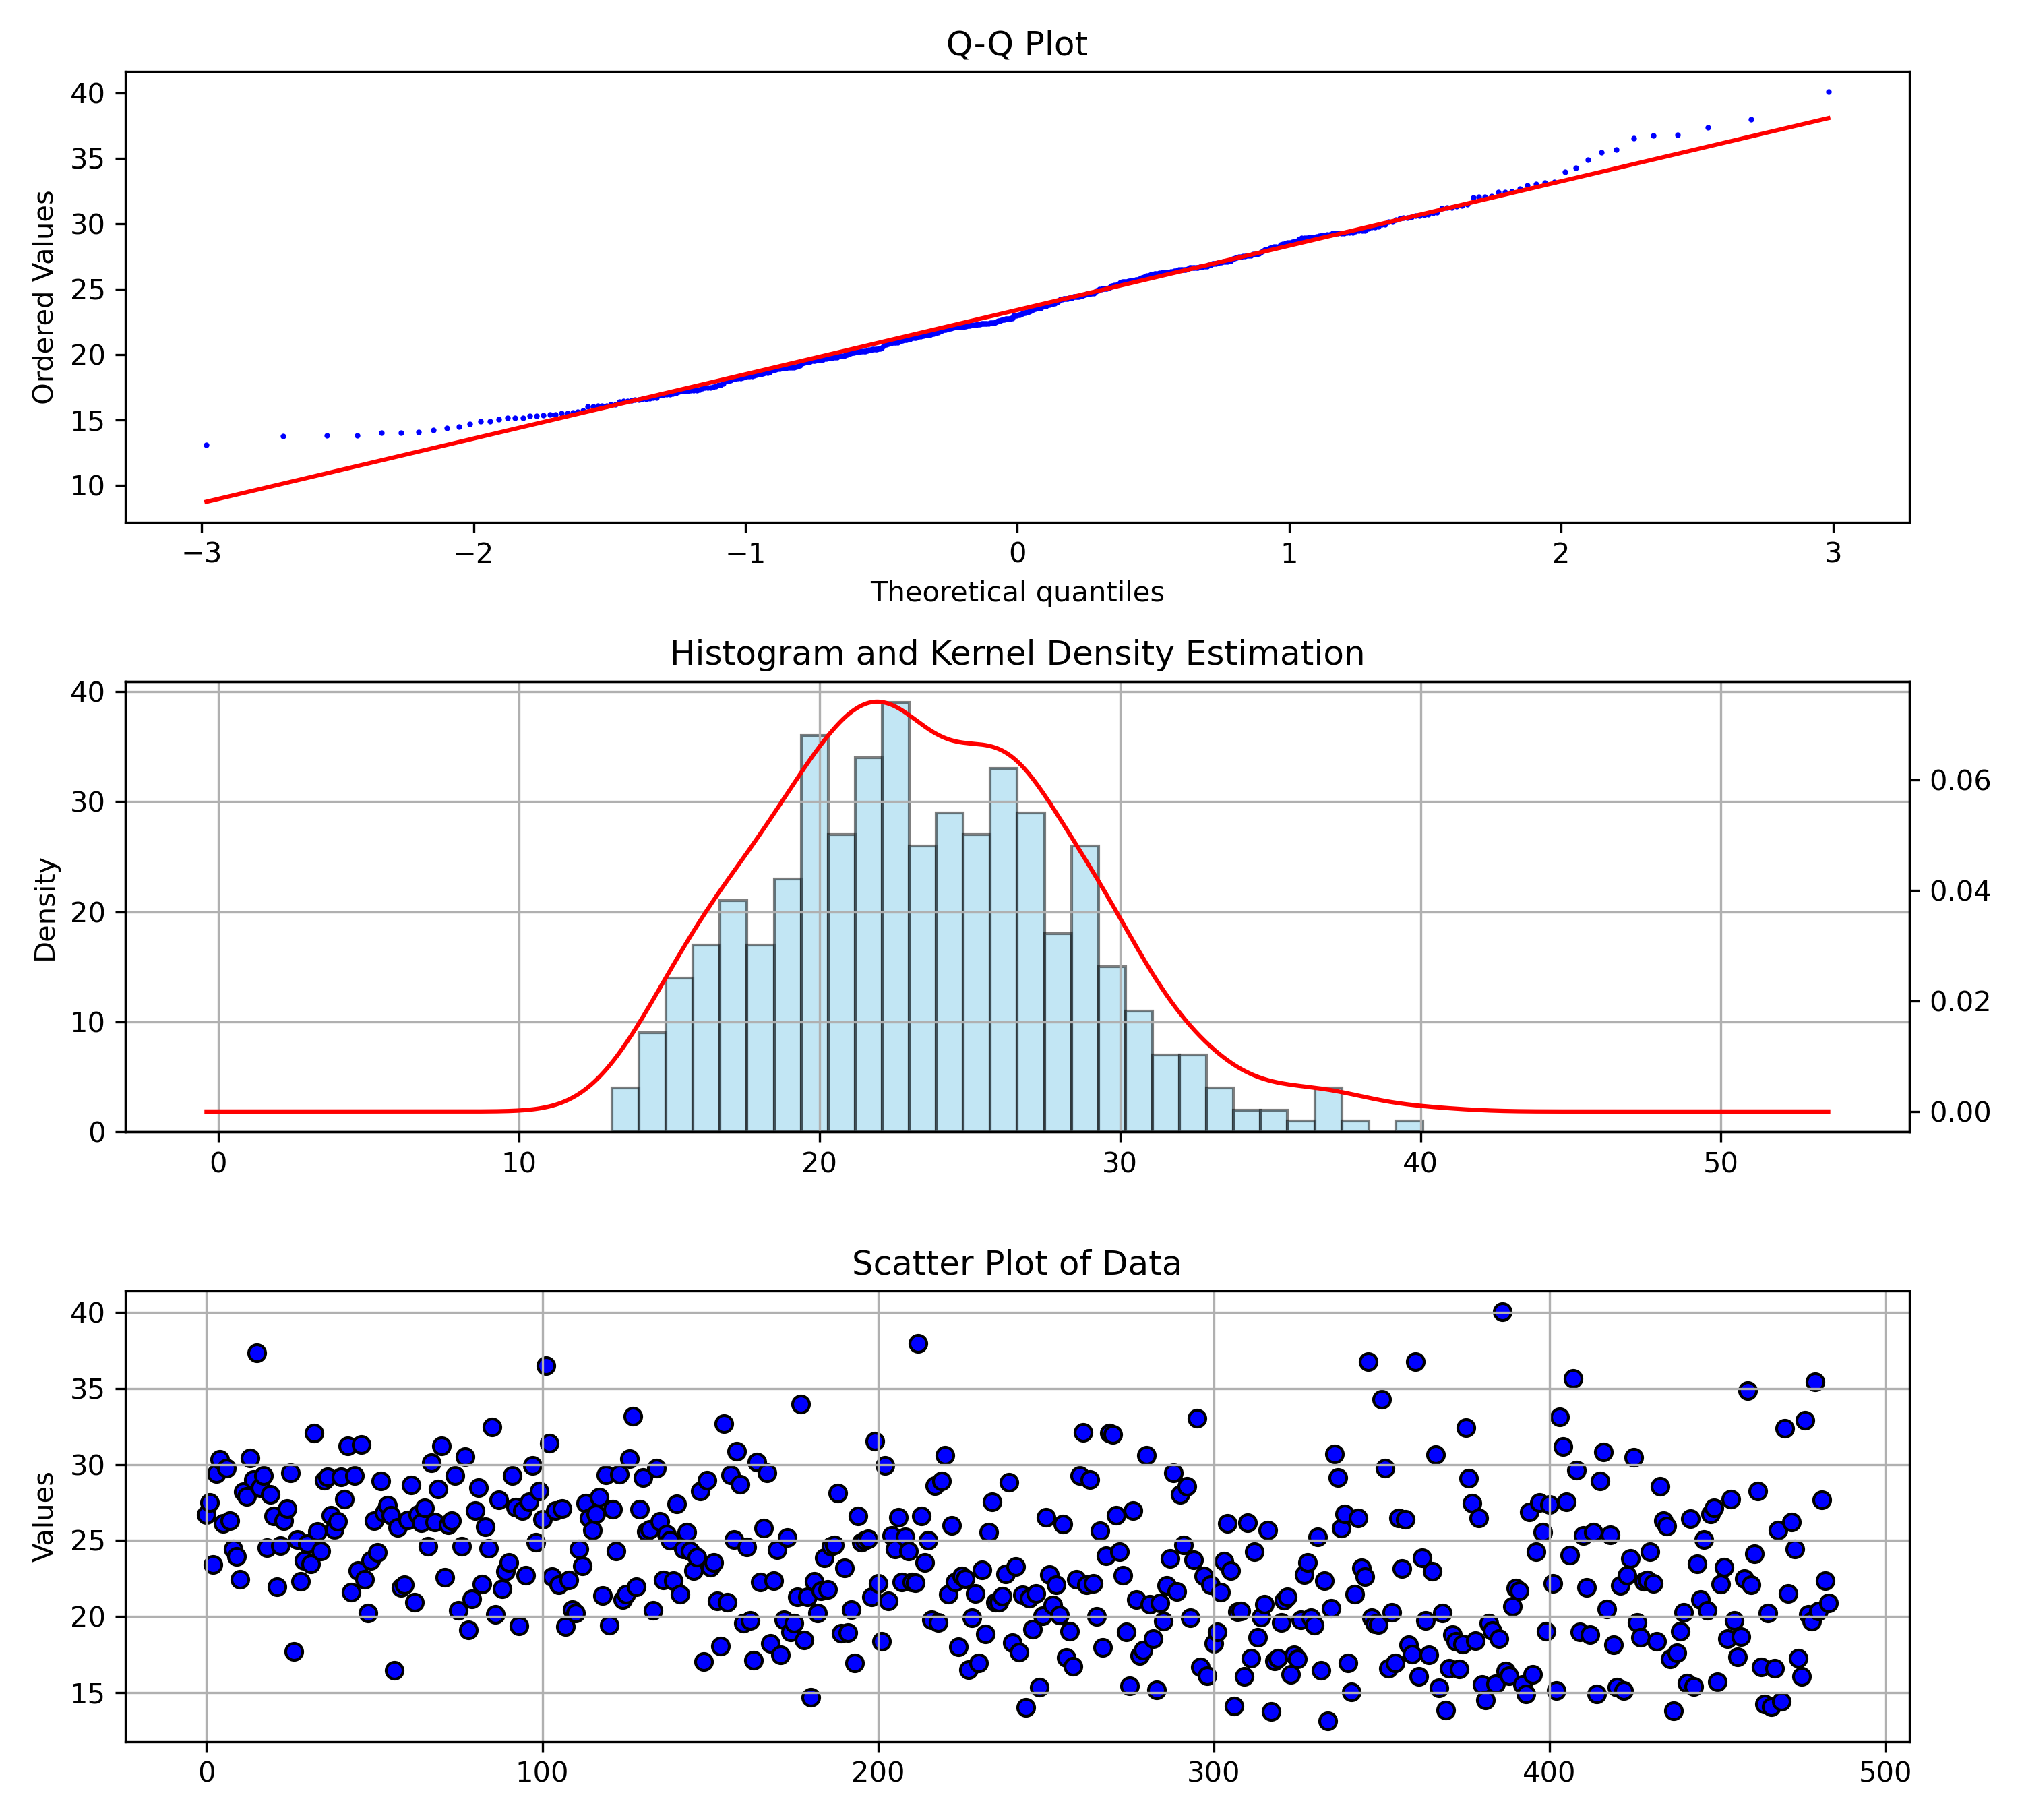 Q-Q Plot
40
35
30
25
20
15
10
Ordered Values
−3 −2 −1 0 1 2 3
Theoretical quantiles
Histogram and Kernel Density Estimation
40
30
20
10
0
Density
0.06
0.04
0.02
0.00
0 10 20 30 40 50
Scatter Plot of Data
40
35
30
25
20
15
Values
0 100 200 300 400 500